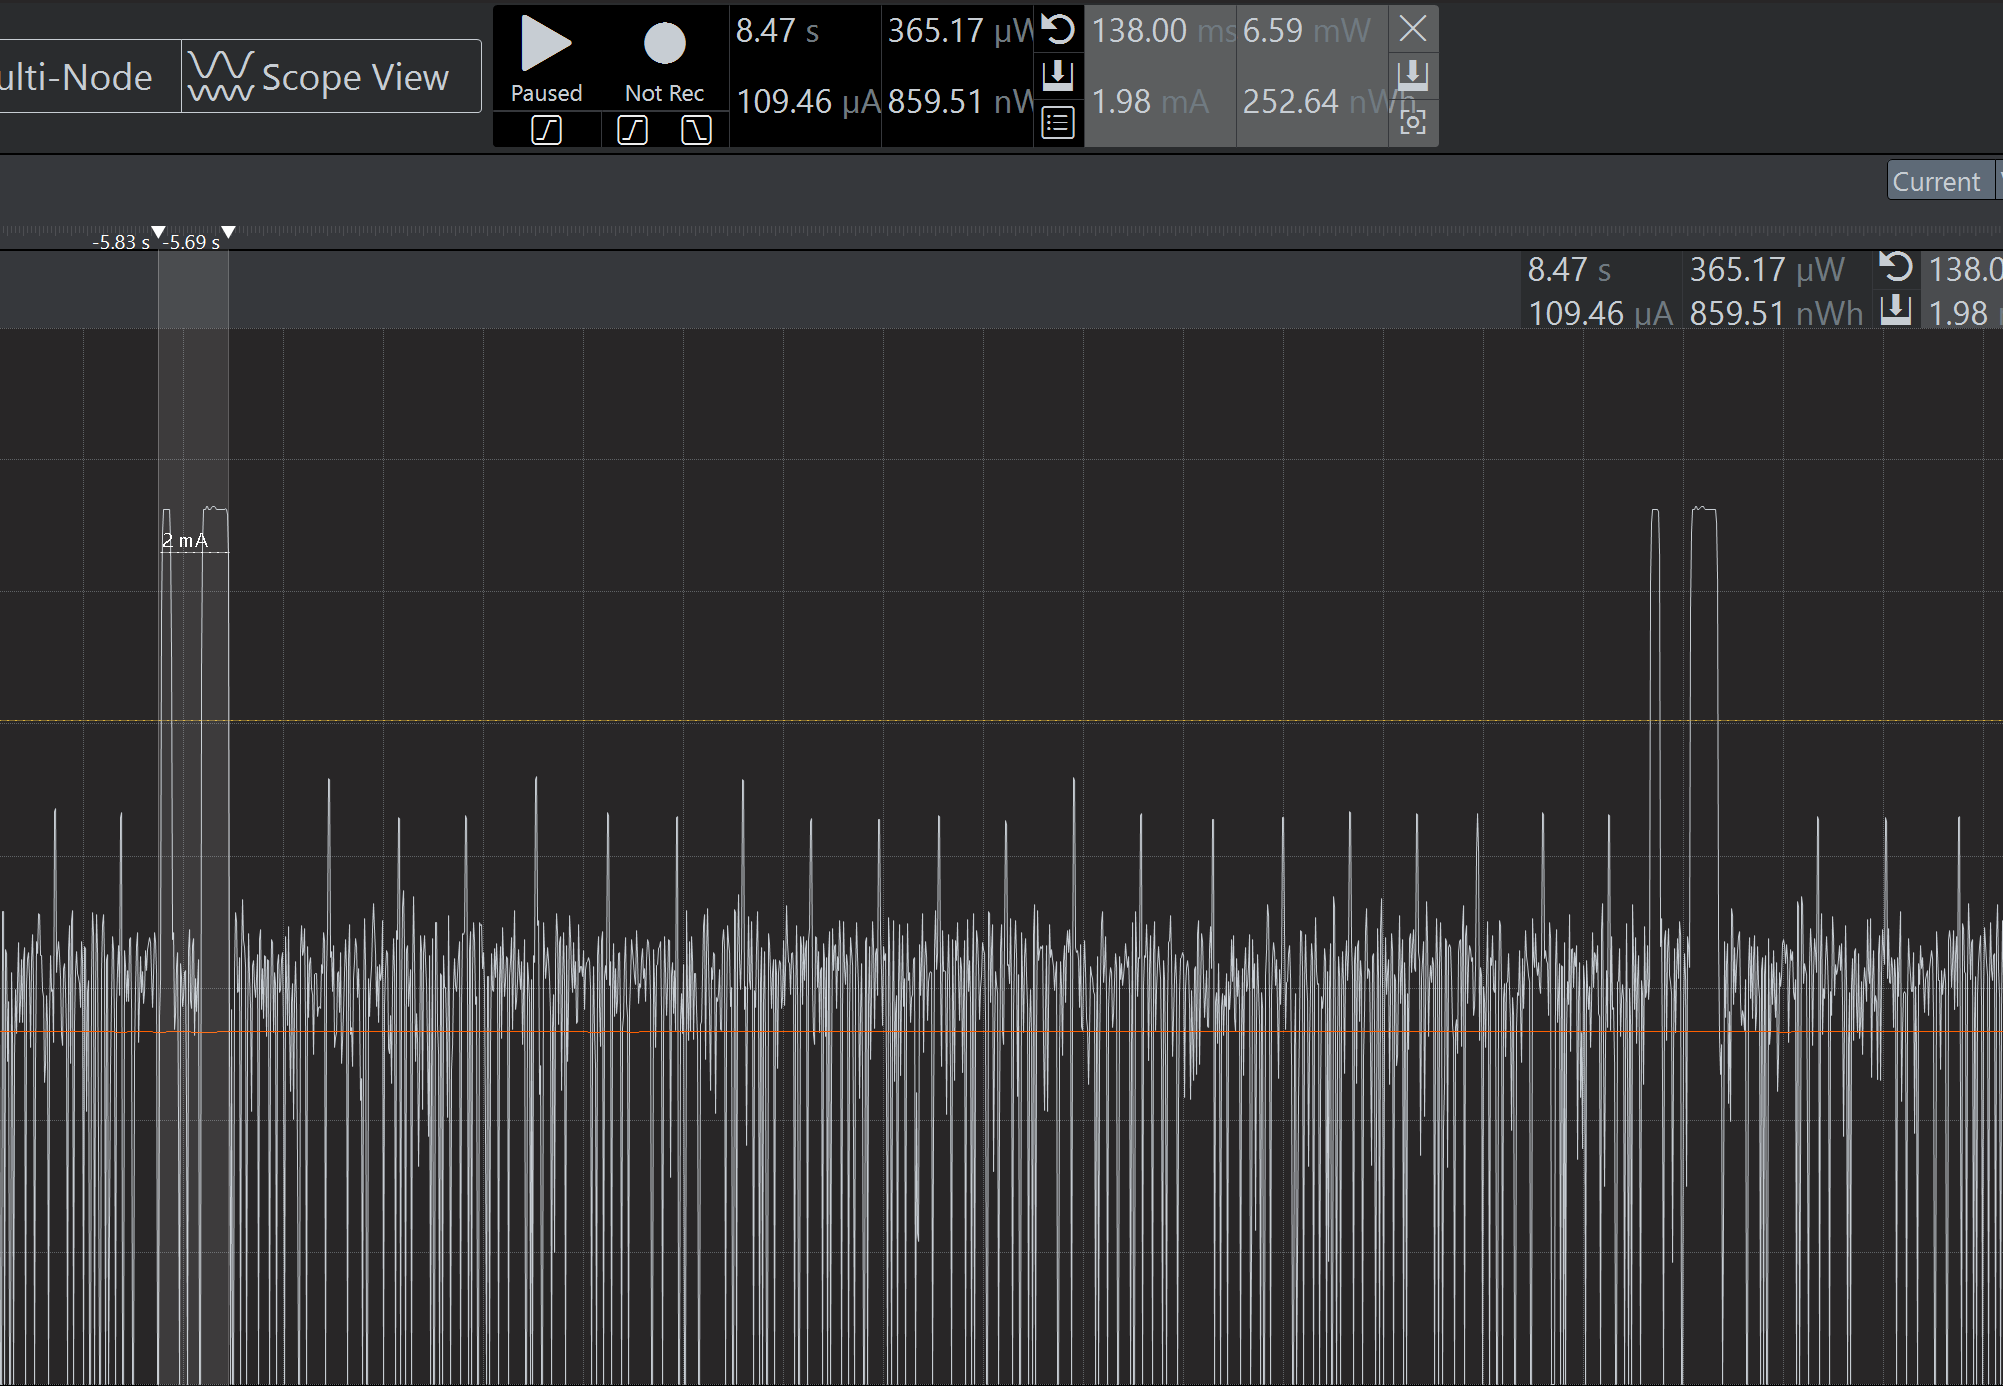 8.47 s 365.17 µW 138.00 ms 6.59 mW
ulti-Node Scope View
Paused Not Rec
109.46 µA 859.51 nW 1.98 mA 252.64 nWh
Current
-5.83 s -5.69 s
8.47 s 365.17 µW 138.0
109.46 µA 859.51 nWh 1.98
2 mA